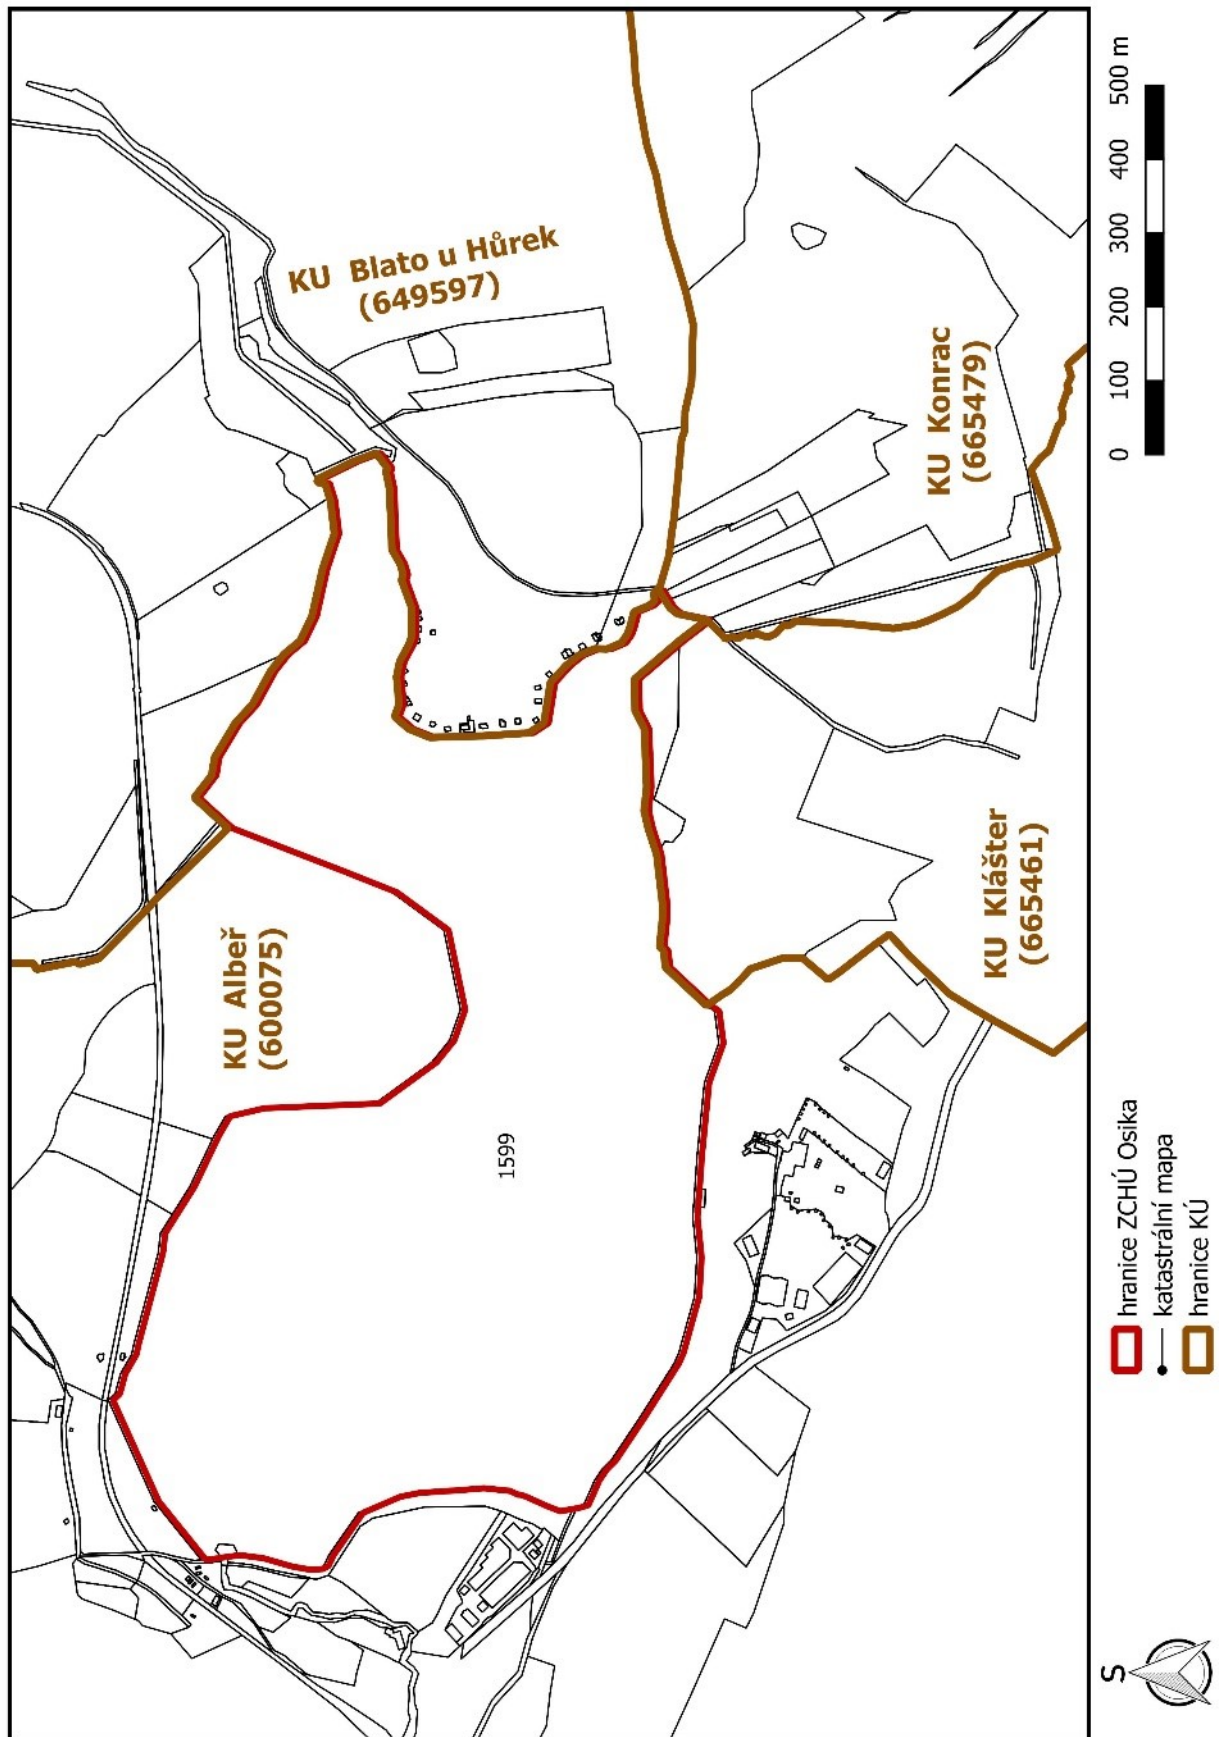 KU Blato u Hůrek
(649597)
KU Albeř
(600075)
KU Konrac
(665479)
KU Klášter
(665461)
1599
0 100 200 300 400 500 m
hranice ZCHÚ Osika
katastrální mapa
hranice KÚ
S